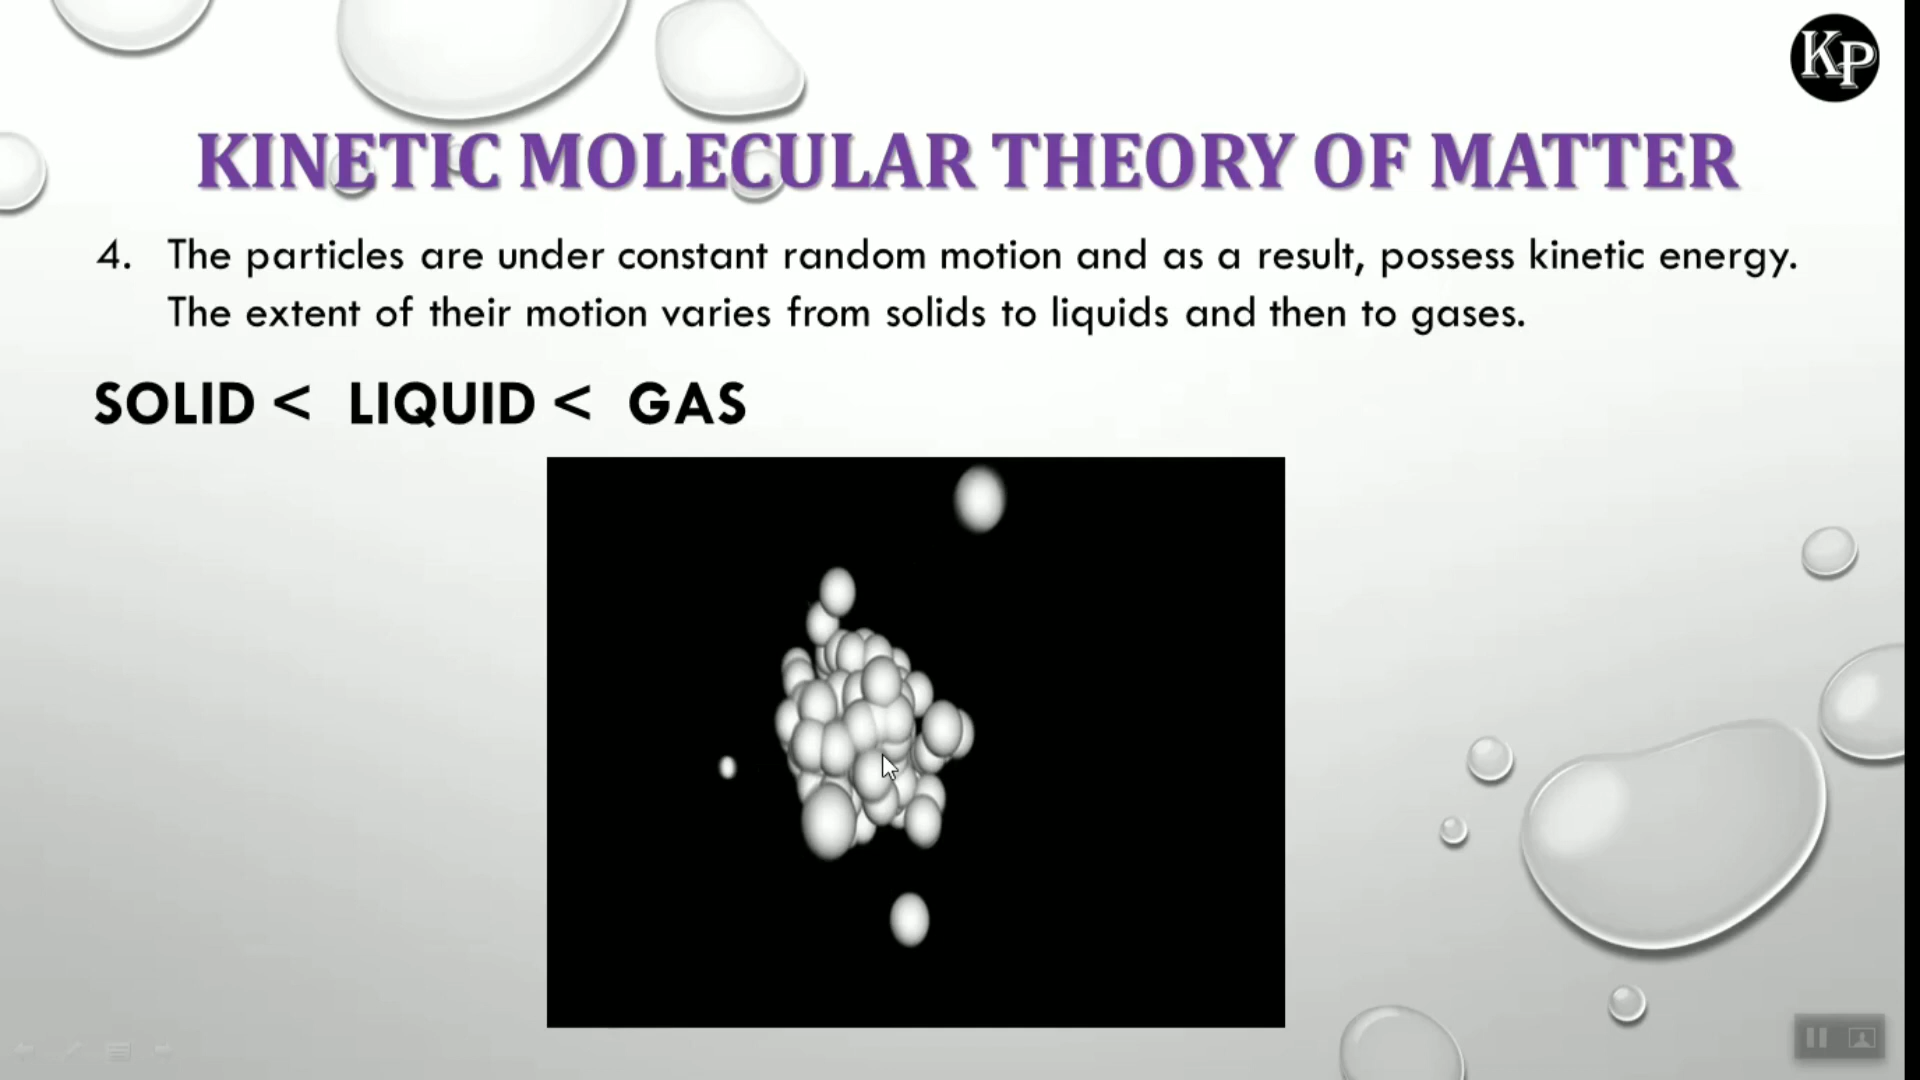 KP
KINETIC MOLECULAR THEORY OF MATTER
4. The particles are under constant random motion and as a result, possess kinetic energy.
The extent of their motion varies from solids to liquids and then to gases.
SOLID < LIQUID < GAS